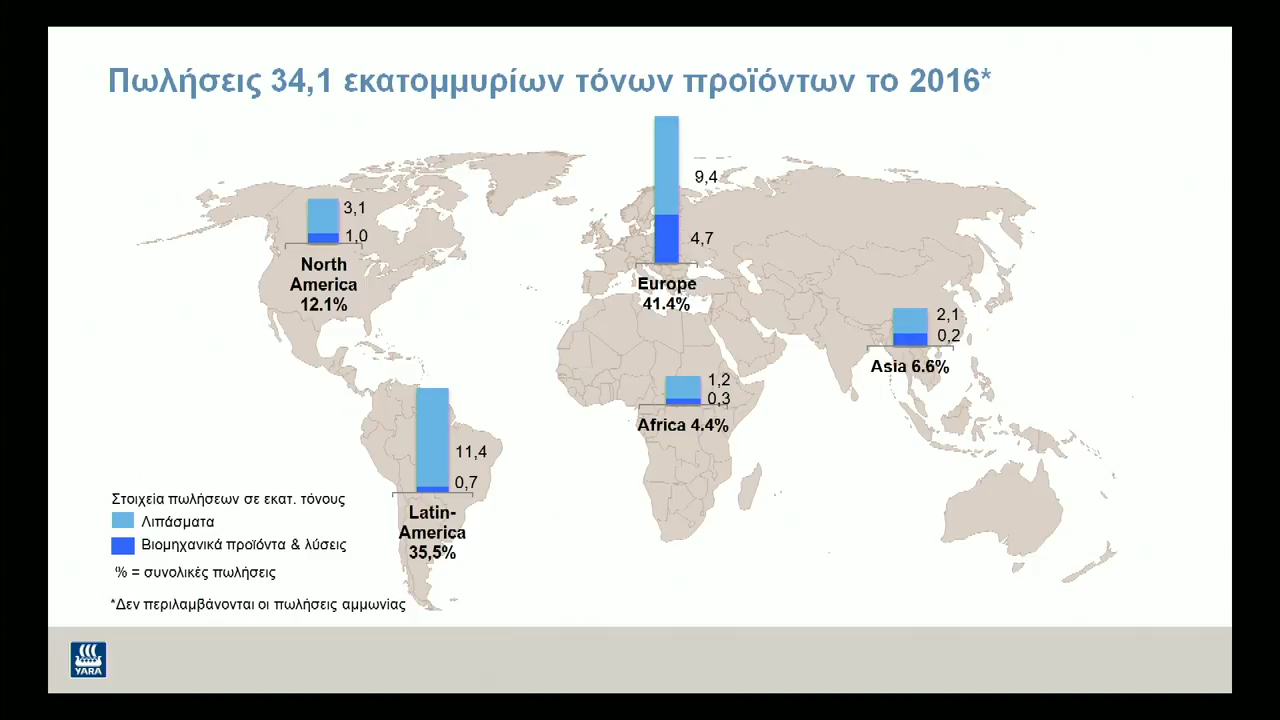 Πωλήσεις 34,1 εκατομμυρίων τόνων προϊόντων το 2016*
9,4
4,7
Europe
41.4%
3,1
1,0
North
America
12.1%
2,1
0,2
Asia 6.6%
1,2
0,3
Africa 4.4%
11,4
0,7
Latin-
America
35,5%
Στοιχεία πωλήσεων σε εκατ. τόνους
Λιπάσματα
Βιομηχανικά προϊόντα & λύσεις
% = συνολικές πωλήσεις
*Δεν περιλαμβάνονται οι πωλήσεις αμμωνίας
YARA